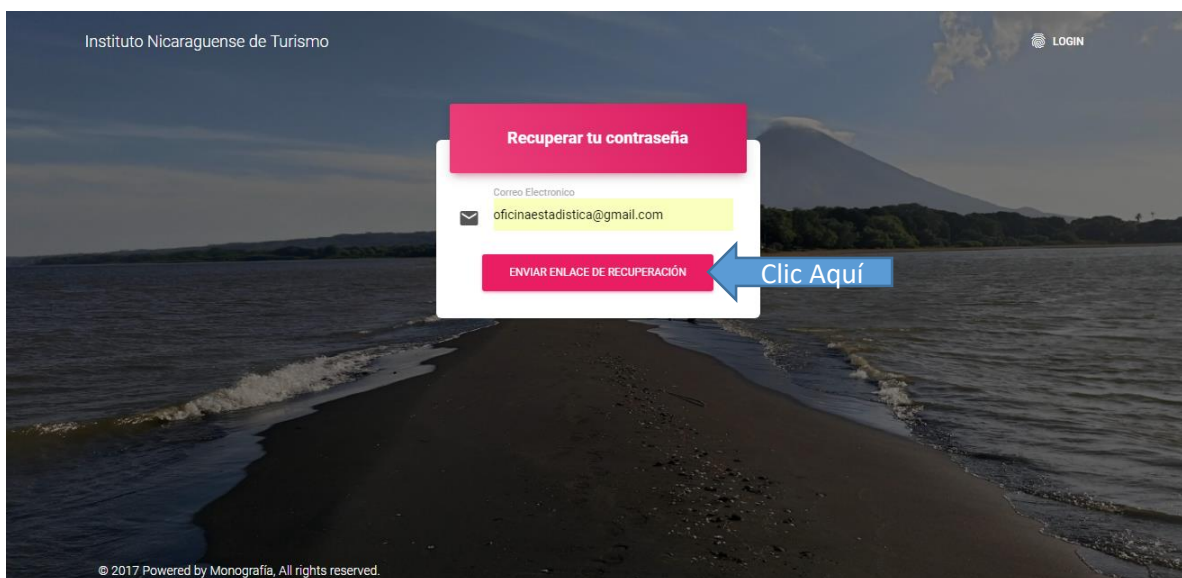 Instituto Nicaraguense de Turismo
LOGIN
Recuperar tu contraseña
Correo Electronico
oficinaestadistica@gmail.com
ENVIAR ENLACE DE RECUPERACIÓN
Clic Aquí
© 2017 Powered by Monografía, All rights reserved.